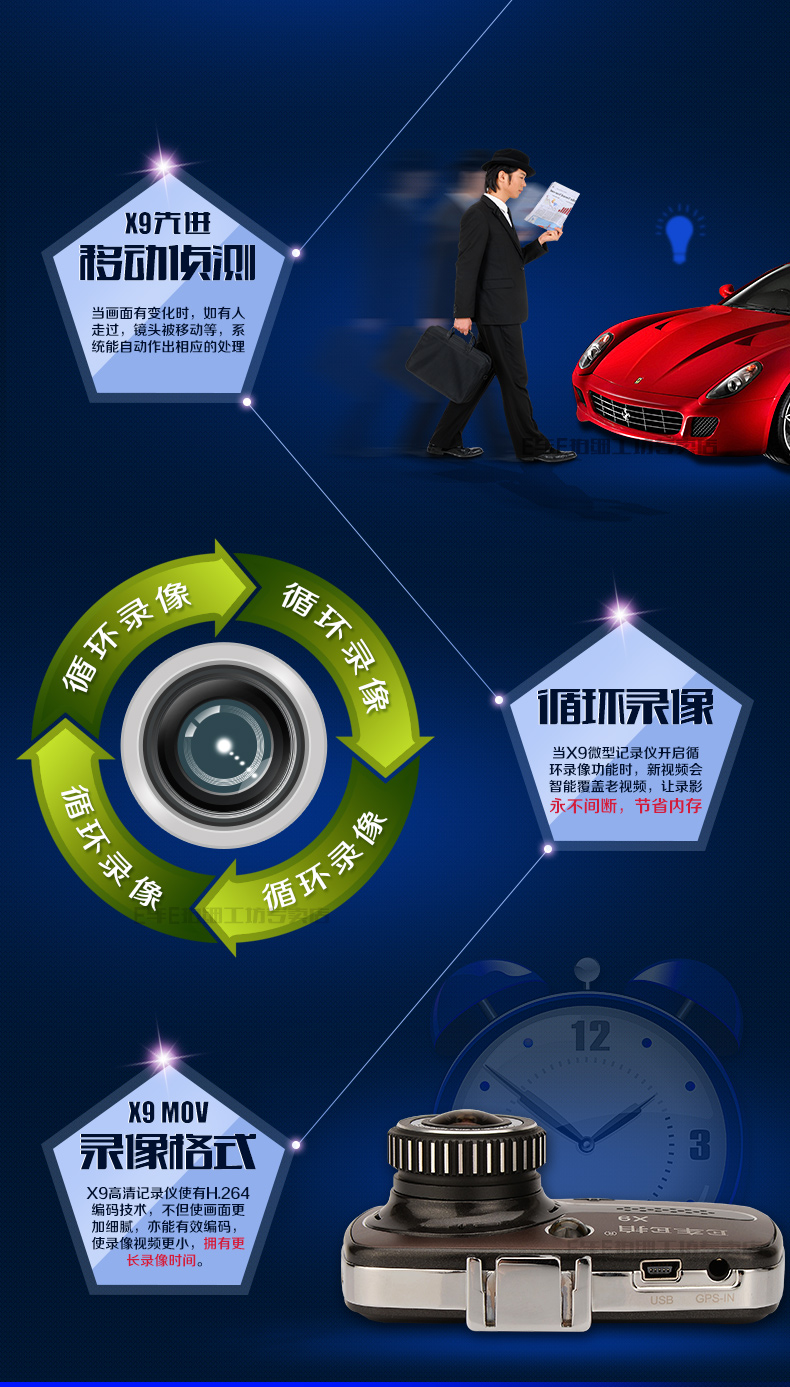 X9先进
移动侦测
当画面有变化时，如有人
走过，镜头被移动等，系
统能自动作出相应的处理
循环录像
循环录像
循环录像
循环录像
循环录像
当X9微型记录仪开启循
环录像功能时，新视频会
智能覆盖老视频，让录影
永不间断，节省内存
12
3
X9 MOV
录像格式
X9高清记录仪使有H.264
编码技术，不但使画面更
加细腻，亦能有效编码，
使录像视频更小，拥有更
长录像时间。
X9
USB
GPS-IN